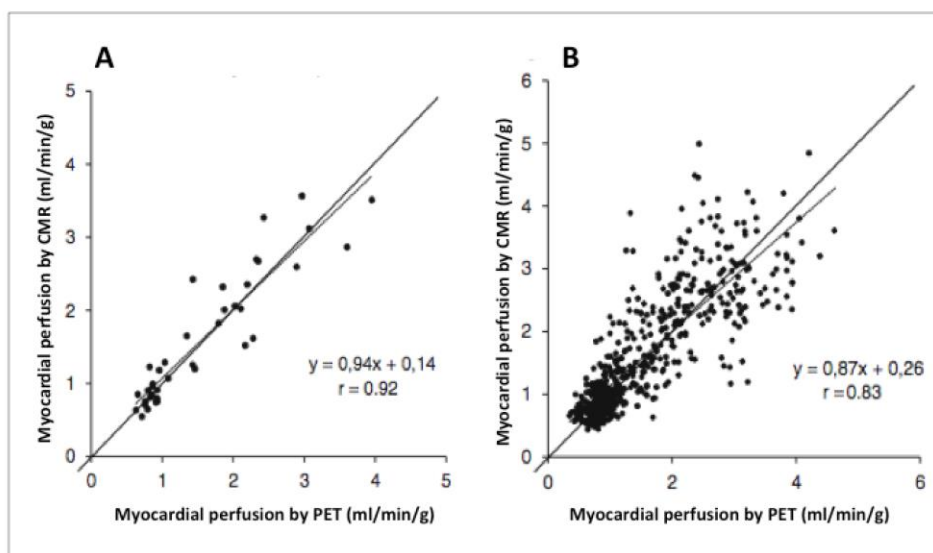 A
B
Myocardial perfusion by CMR (ml/min/g)
5
4
3
2
1
0
y = 0,94x + 0,14
r = 0.92
0 1 2 3 4 5
Myocardial perfusion by PET (ml/min/g)
Myocardial perfusion by CMR (ml/min/g)
6
5
4
3
2
1
0
y = 0,87x + 0,26
r = 0.83
0 2 4 6
Myocardial perfusion by PET (ml/min/g)